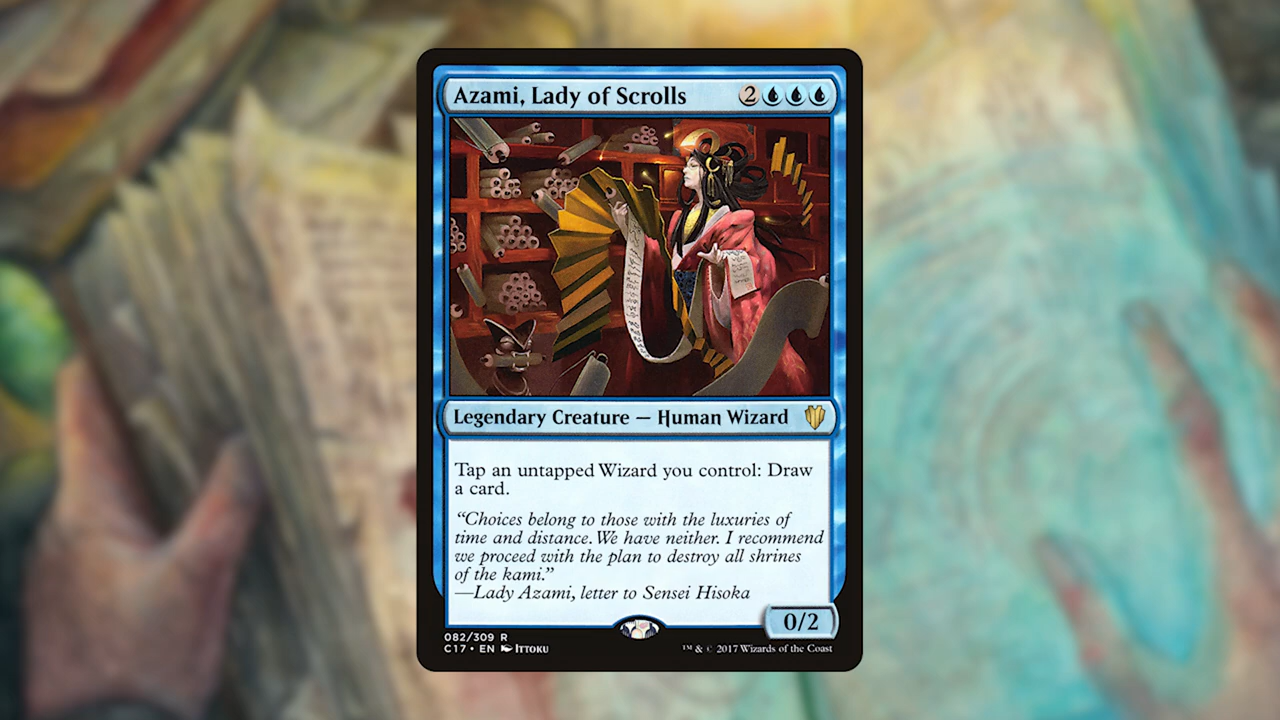 Azami, Lady of Scrolls 2
Legendary Creature — Human Wizard
Tap an untapped Wizard you control: Draw
a card.
“Choices belong to those with the luxuries of
time and distance. We have neither. I recommend
we proceed with the plan to destroy all shrines
of the kami.”
—Lady Azami, letter to Sensei Hisoka
0/2
082/309 R
C17 • EN Ittoku
™ & © 2017 Wizards of the Coast